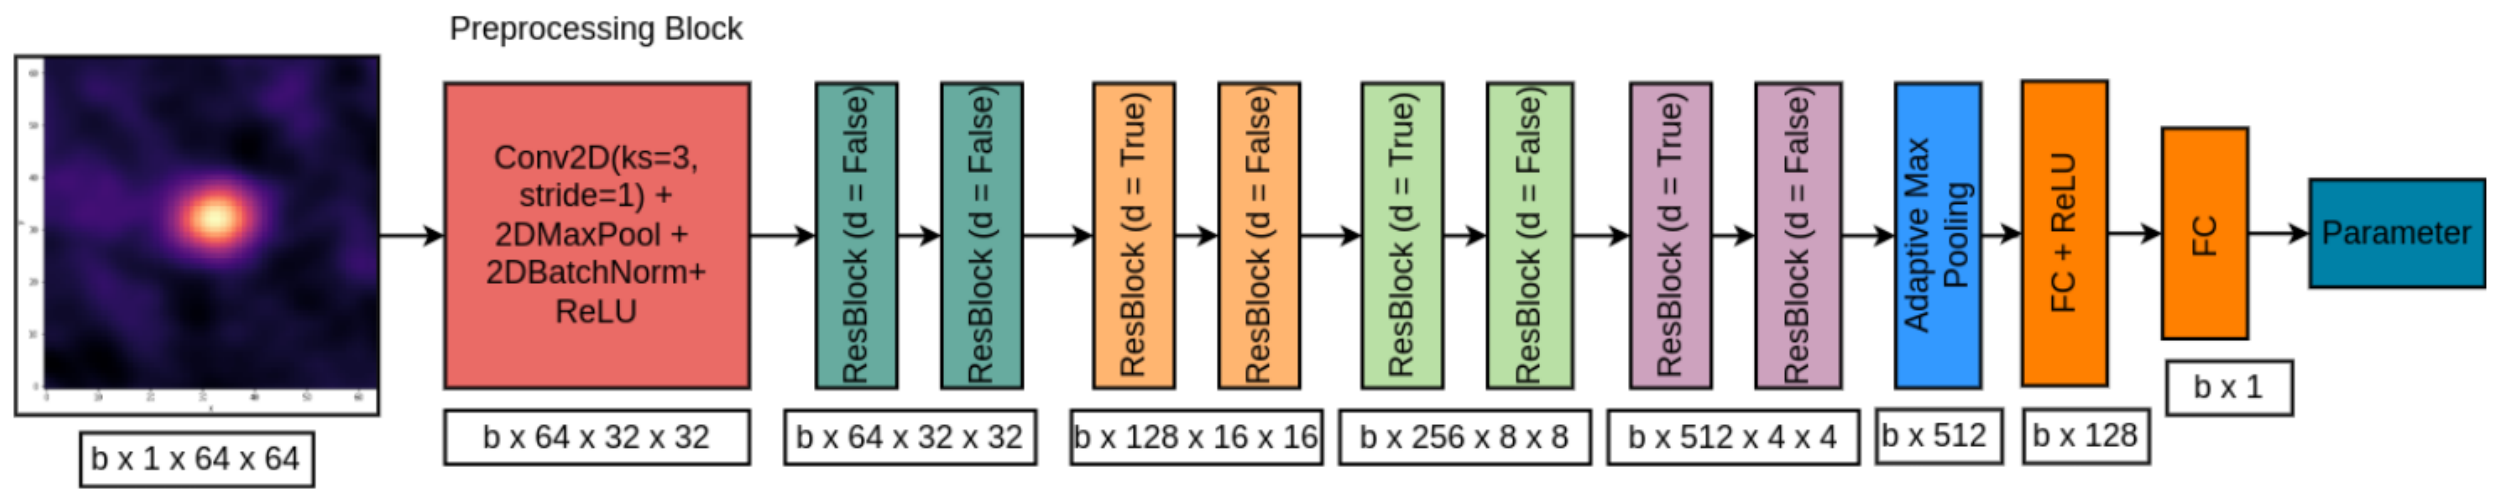 Preprocessing Block
Conv2D(ks=3,
stride=1) +
2DMaxPool +
2DBatchNorm+
ReLU
ResBlock (d = False)
ResBlock (d = False)
ResBlock (d = True)
ResBlock (d = False)
ResBlock (d = True)
ResBlock (d = False)
ResBlock (d = True)
ResBlock (d = False)
Adaptive Max
Pooling
FC + ReLU
FC
Parameter
b x 1 x 64 x 64
b x 64 x 32 x 32
b x 64 x 32 x 32
b x 128 x 16 x 16
b x 256 x 8 x 8
b x 512 x 4 x 4
b x 512
b x 128
b x 1